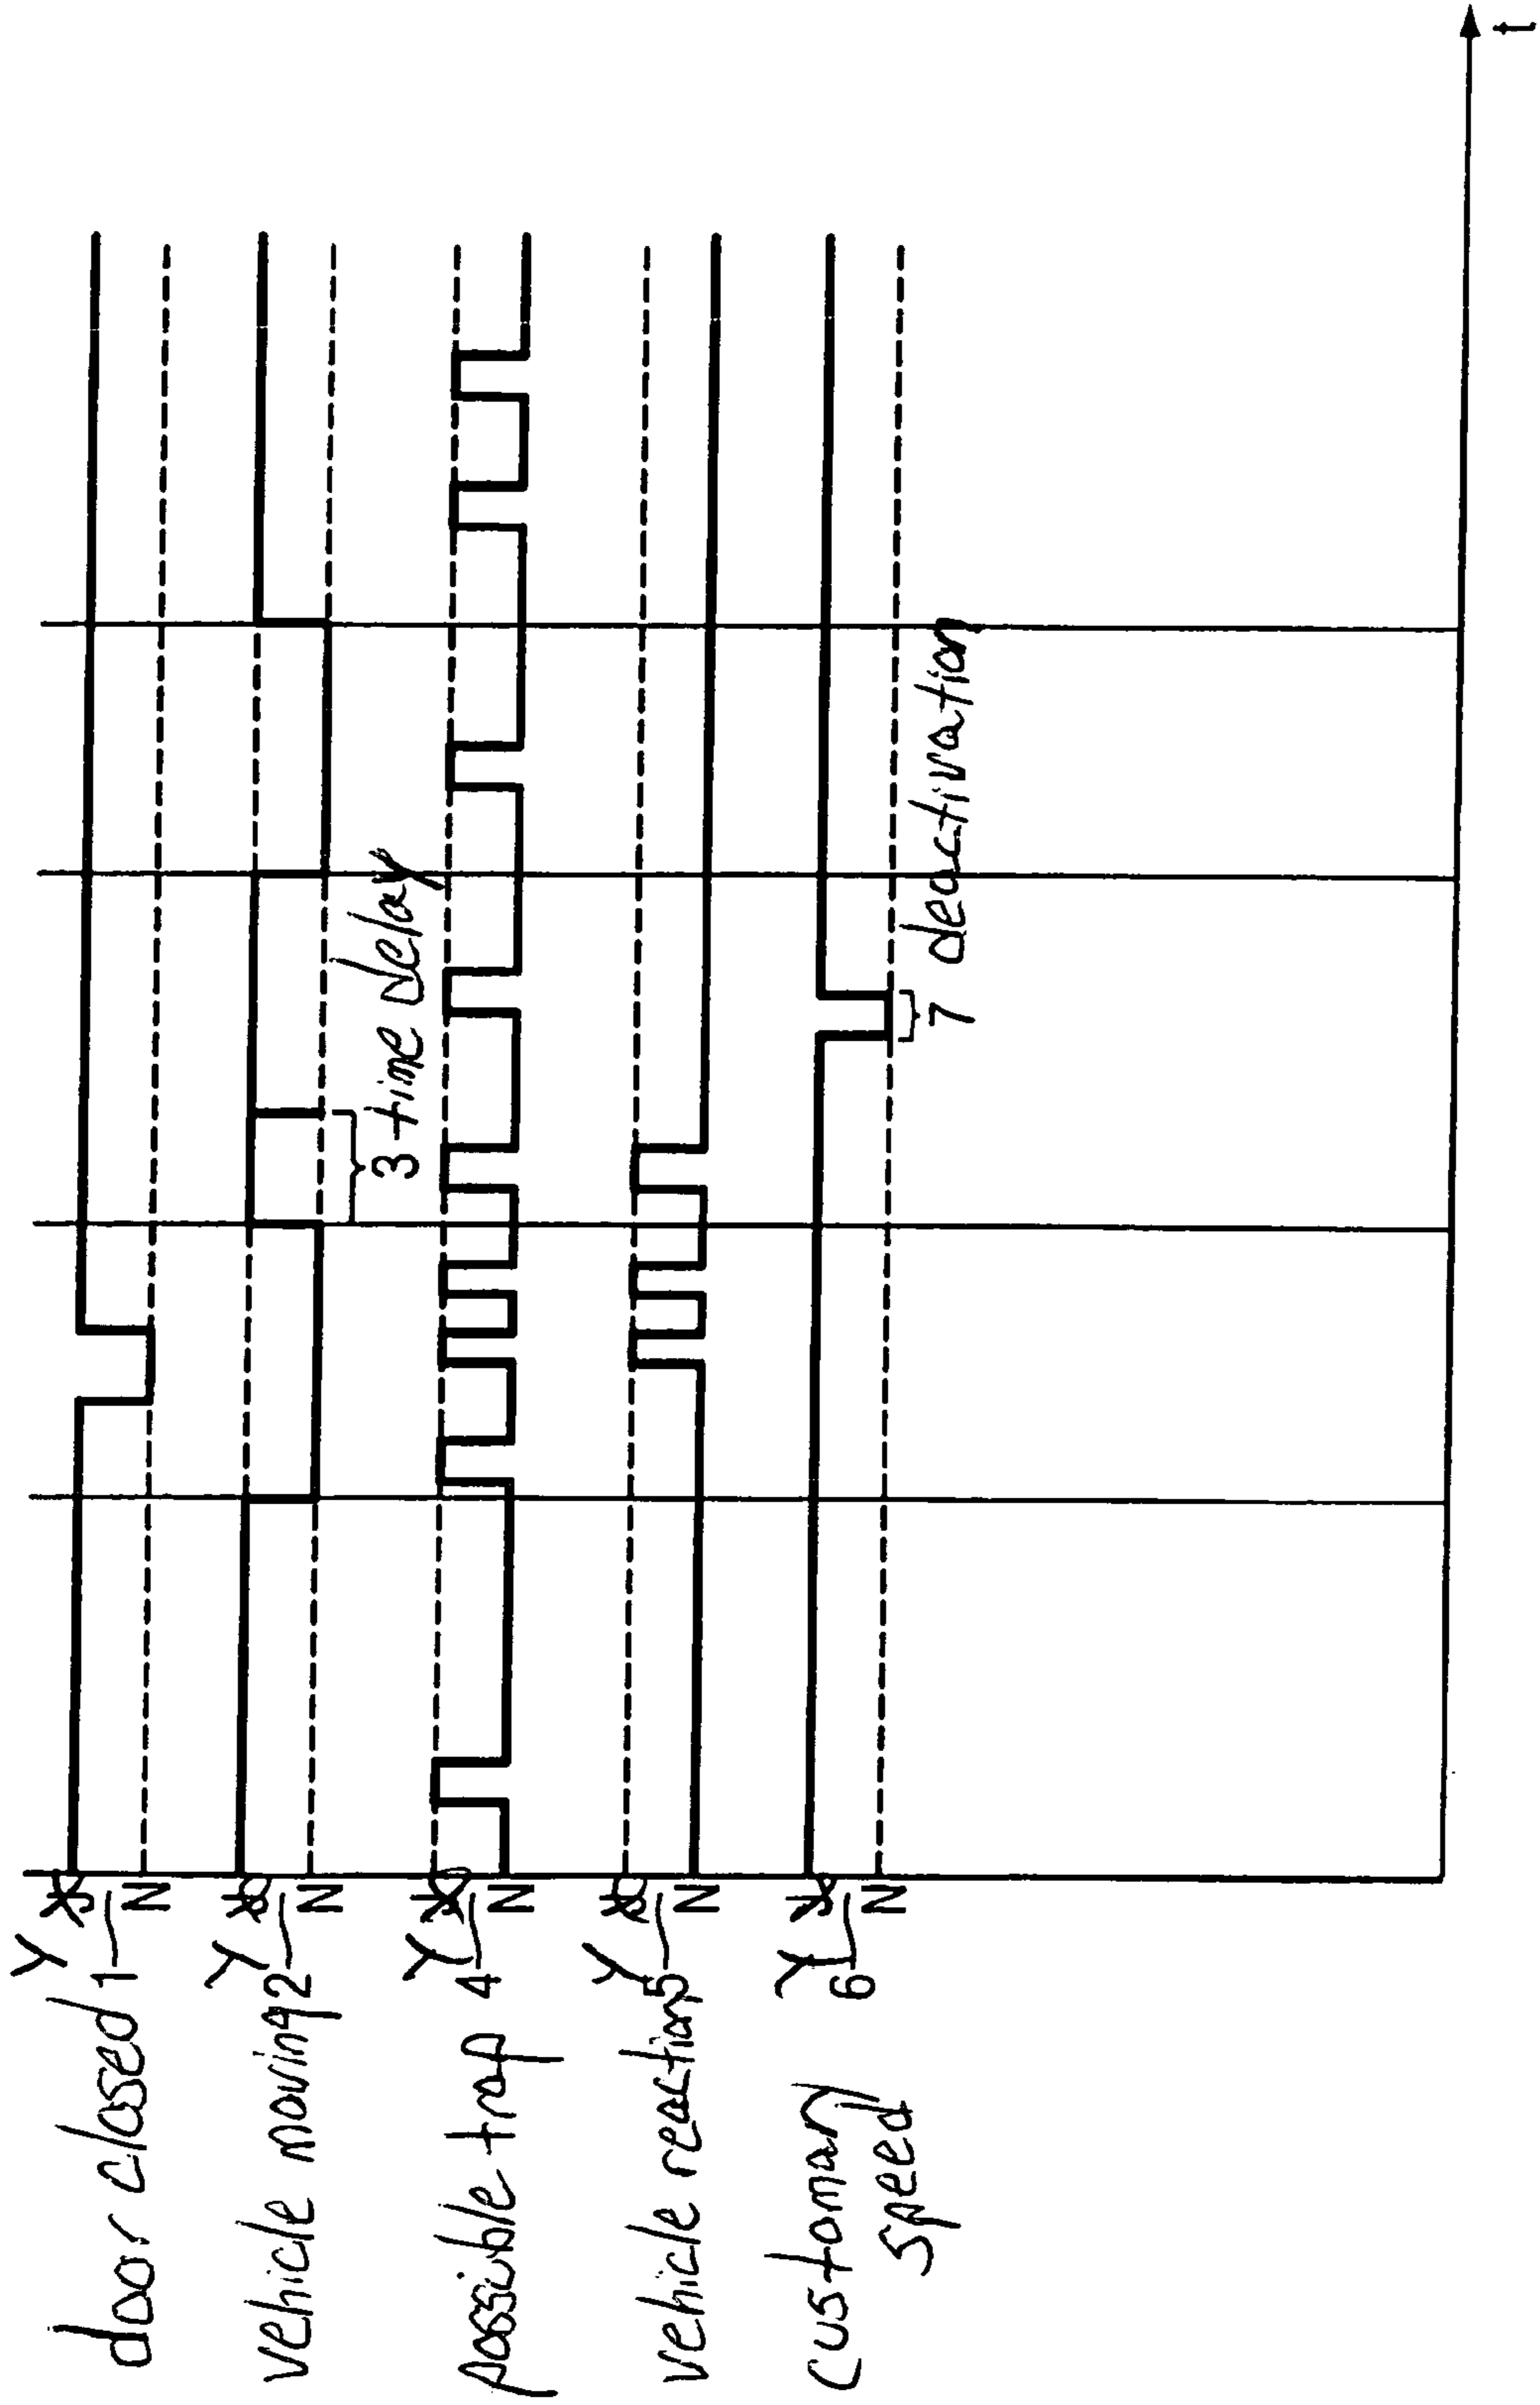 door closed 1
Y
N
vehicle moving 2
Y
N
3 time delay
possible trap 4
Y
N
vehicle reaction 5
Y
N
customary
speed
6
Y
N
7 deactivation
t